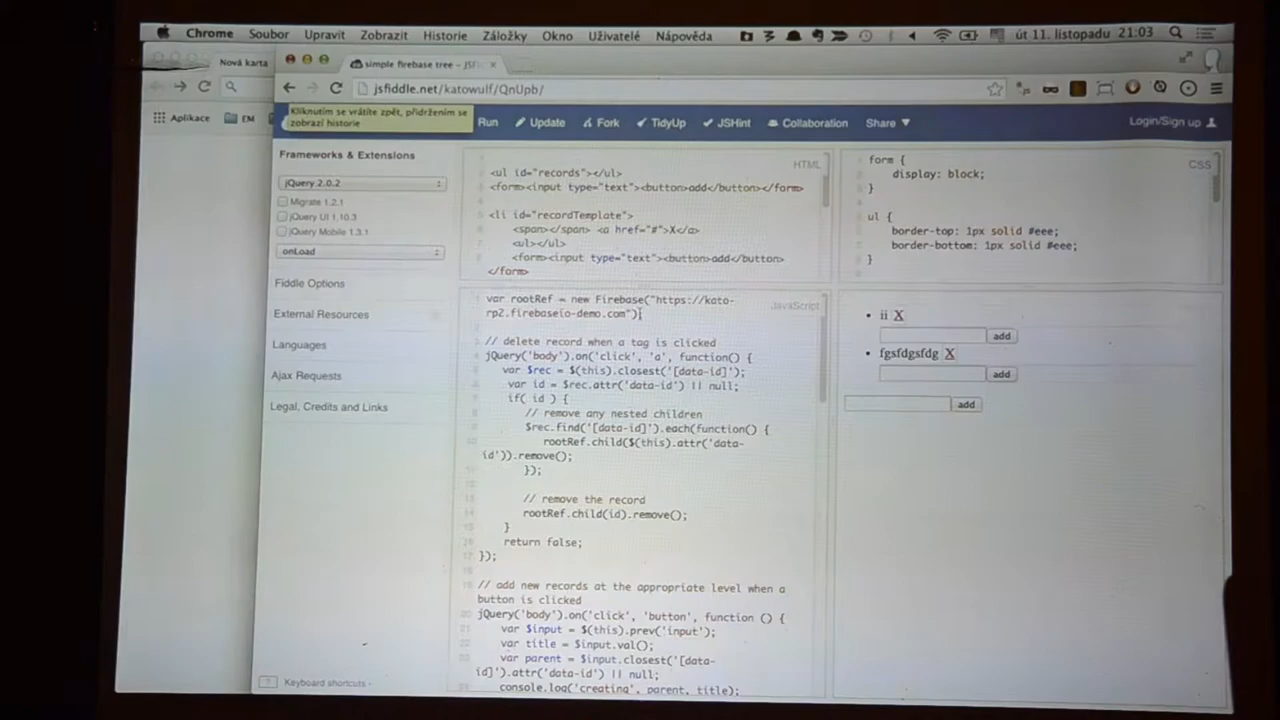 Chrome Soubor Upravit Zobrazit Historie Záložky Okno Uživatelé Nápověda út 11. listopadu 21:03
Nová karta
simple firebase tree - JSFi
jsfiddle.net/katowulf/QnUpb/
Aplikace EM
Kliknutím se vrátíte zpět, přidržením se
zobrazí historie
Run Update Fork TidyUp JSHint Collaboration Share Login/Sign up
Frameworks & Extensions
jQuery 2.0.2
Migrate 1.2.1
jQuery UI 1.10.3
jQuery Mobile 1.3.1
onLoad
Fiddle Options
External Resources
Languages
Ajax Requests
Legal, Credits and Links
Keyboard shortcuts
HTML
<ul id="records"></ul>
<form><input type="text"><button>add</button></form>
<li id="recordTemplate">
<span></span> <a href="#">X</a>
<ul></ul>
<form><input type="text"><button>add</button>
</form>
CSS
form {
display: block;
}
ul {
border-top: 1px solid #eee;
border-bottom: 1px solid #eee;
}
JavaScript
var rootRef = new Firebase("https://kato-
rp2.firebaseio-demo.com");
// delete record when a tag is clicked
jQuery('body').on('click', 'a', function() {
var $rec = $(this).closest('[data-id]');
var id = $rec.attr('data-id') || null;
if( id ) {
// remove any nested children
$rec.find('[data-id]').each(function() {
rootRef.child($(this).attr('data-
id')).remove();
});
// remove the record
rootRef.child(id).remove();
}
return false;
});
// add new records at the appropriate level when a
button is clicked
jQuery('body').on('click', 'button', function () {
var $input = $(this).prev('input');
var title = $input.val();
var parent = $input.closest('[data-
id]').attr('data-id') || null;
console.log('creating', parent, title);
ii X
add
fgsfdgsfdg X
add
add